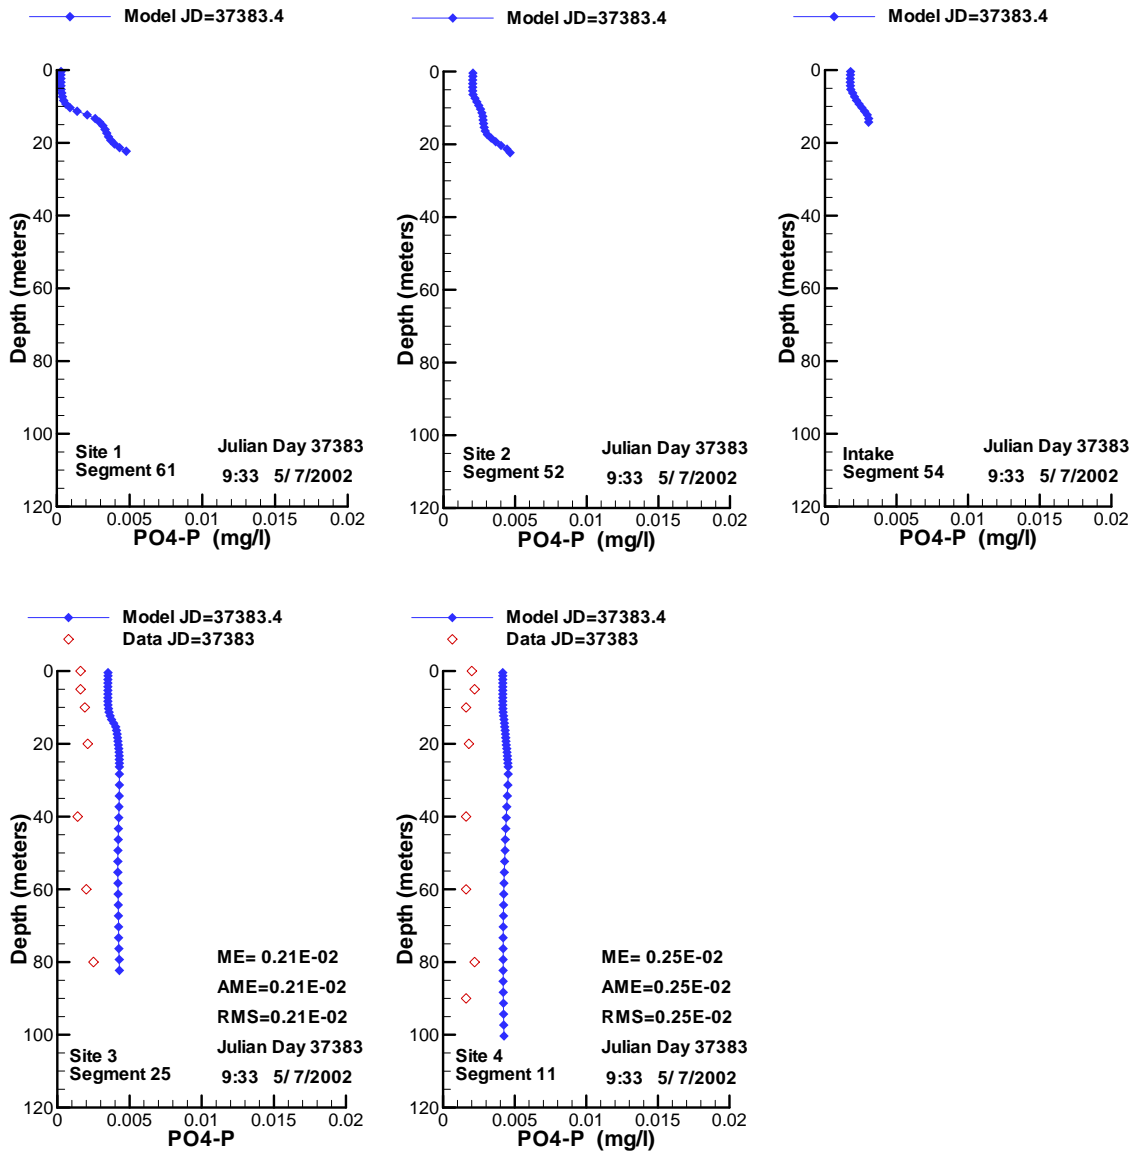 Model JD=37383.4
0
20
40
60
80
100
120
Depth (meters)
Site 1
Segment 61
Julian Day 37383
9:33 5/ 7/2002
0 0.005 0.01 0.015 0.02
PO4-P (mg/l)
Model JD=37383.4
0
20
40
60
80
100
120
Depth (meters)
Site 2
Segment 52
Julian Day 37383
9:33 5/ 7/2002
0 0.005 0.01 0.015 0.02
PO4-P (mg/l)
Model JD=37383.4
0
20
40
60
80
100
120
Depth (meters)
Intake
Segment 54
Julian Day 37383
9:33 5/ 7/2002
0 0.005 0.01 0.015 0.02
PO4-P (mg/l)
Model JD=37383.4
Data JD=37383
0
20
40
60
80
100
120
Depth (meters)
ME= 0.21E-02
AME=0.21E-02
RMS=0.21E-02
Site 3
Segment 25
Julian Day 37383
9:33 5/ 7/2002
0 0.005 0.01 0.015 0.02
PO4-P
Model JD=37383.4
Data JD=37383
0
20
40
60
80
100
120
Depth (meters)
ME= 0.25E-02
AME=0.25E-02
RMS=0.25E-02
Site 4
Segment 11
Julian Day 37383
9:33 5/ 7/2002
0 0.005 0.01 0.015 0.02
PO4-P (mg/l)